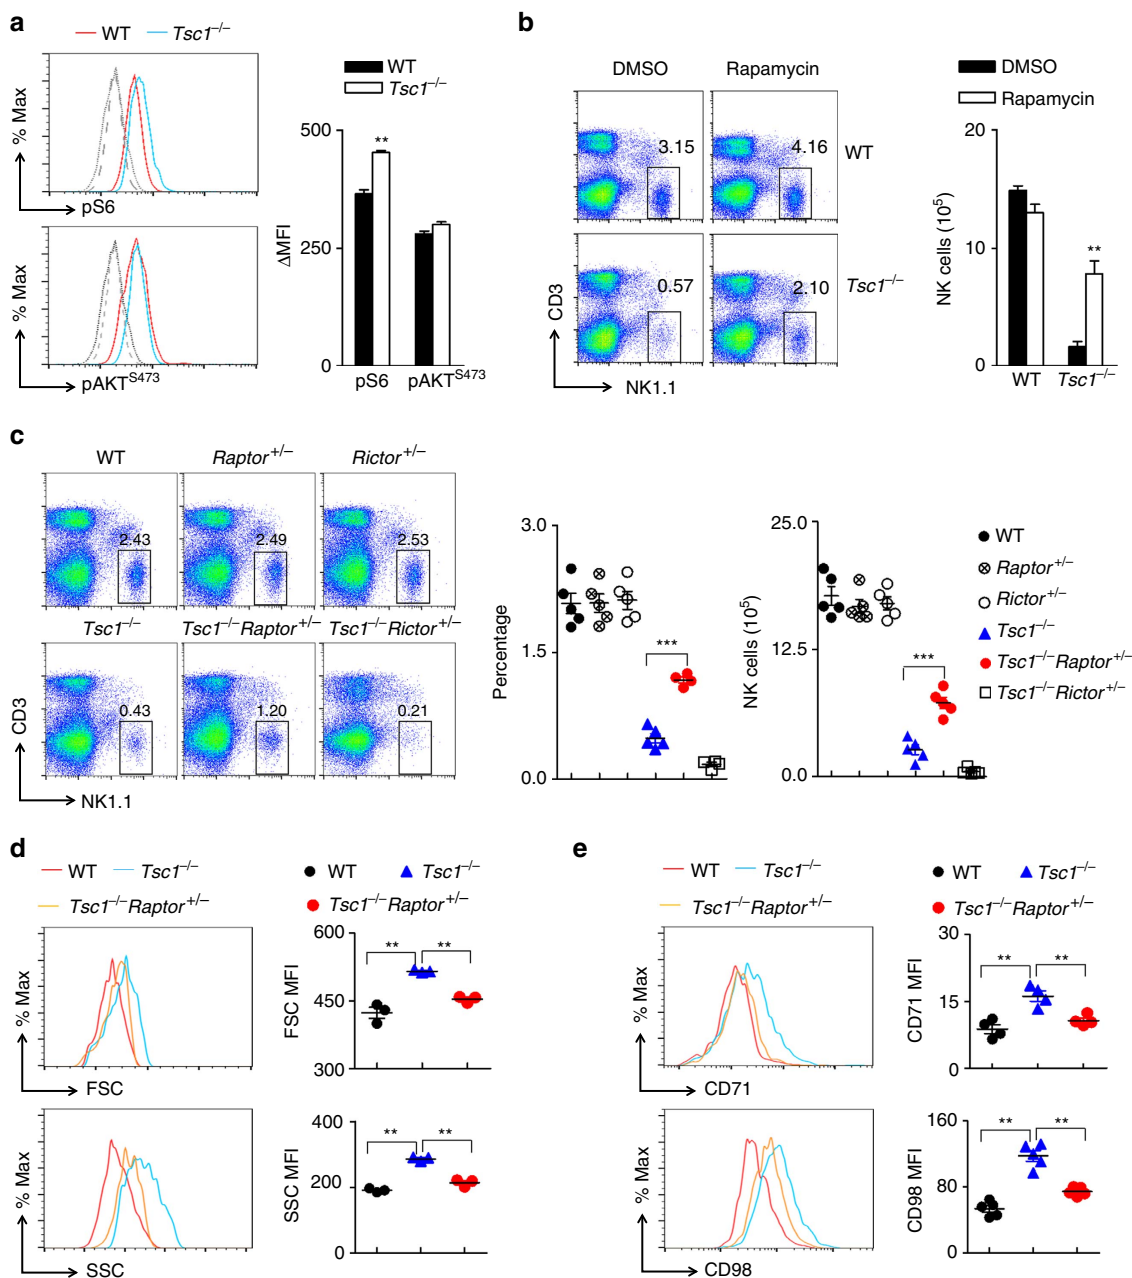 a
WT Tsc1–/–
% Max
pS6
% Max
pAKTS473
WT
Tsc1–/–
500
250
0
ΔMFI
**
pS6 pAKTS473
b
DMSO Rapamycin
3.15 4.16 WT
0.57 2.10 Tsc1–/–
CD3
NK1.1
DMSO
Rapamycin
20
10
0
NK cells (10⁵)
**
WT Tsc1–/–
c
WT Raptor+/– Rictor+/–
2.43 2.49 2.53
Tsc1–/– Tsc1–/–Raptor+/– Tsc1–/–Rictor+/–
0.43 1.20 0.21
CD3
NK1.1
3.0
1.5
0.0
Percentage
***
25.0
12.5
0.0
NK cells (10⁵)
***
WT
Raptor+/–
Rictor+/–
Tsc1–/–
Tsc1–/–Raptor+/–
Tsc1–/–Rictor+/–
d
WT Tsc1–/–
Tsc1–/–Raptor+/–
% Max
FSC
% Max
SSC
WT Tsc1–/–
Tsc1–/–Raptor+/–
600
450
300
FSC MFI
** **
400
200
0
SSC MFI
** **
e
WT Tsc1–/–
Tsc1–/–Raptor+/–
% Max
CD71
% Max
CD98
WT Tsc1–/–
Tsc1–/–Raptor+/–
30
15
0
CD71 MFI
** **
160
80
0
CD98 MFI
** **